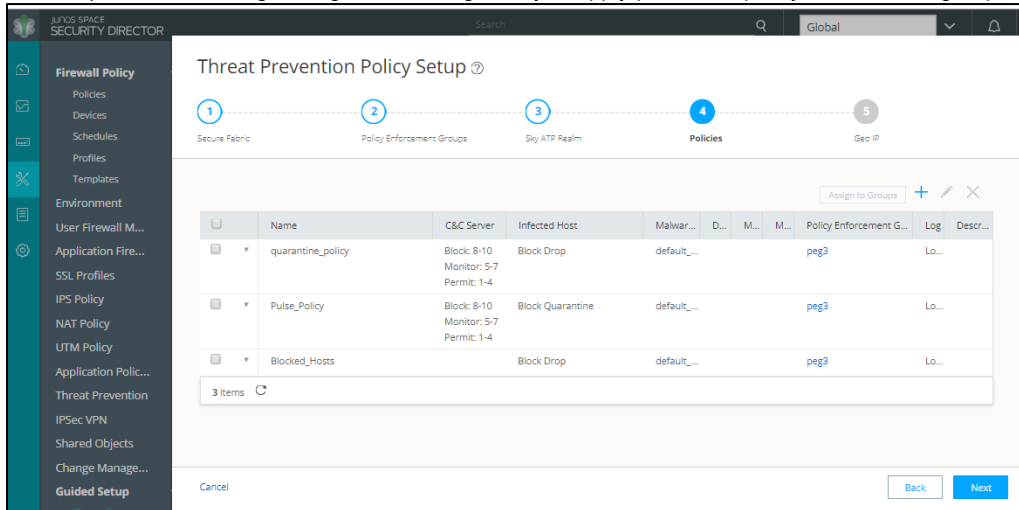 JUNOS SPACE
SECURITY DIRECTOR
Search
Global
Firewall Policy
Policies
Devices
Schedules
Profiles
Templates
Environment
User Firewall M...
Application Fire...
SSL Profiles
IPS Policy
NAT Policy
UTM Policy
Application Polic...
Threat Prevention
IPSec VPN
Shared Objects
Change Manage...
Guided Setup
Threat Prevention Policy Setup
1 2 3 4 5
Secure Fabric Policy Enforcement Groups Sky ATP Realm Policies Geo IP
Assign to Groups
Name C&C Server Infected Host Malwar... D... M... M... Policy Enforcement G... Log Descr...
quarantine_policy Block: 8-10 Block Drop default_... peg3 Lo...
Monitor: 5-7
Permit: 1-4
Pulse_Policy Block: 8-10 Block Quarantine default_... peg3 Lo...
Monitor: 5-7
Permit: 1-4
Blocked_Hosts Block Drop default_... peg3 Lo...
3 items
Cancel Back Next